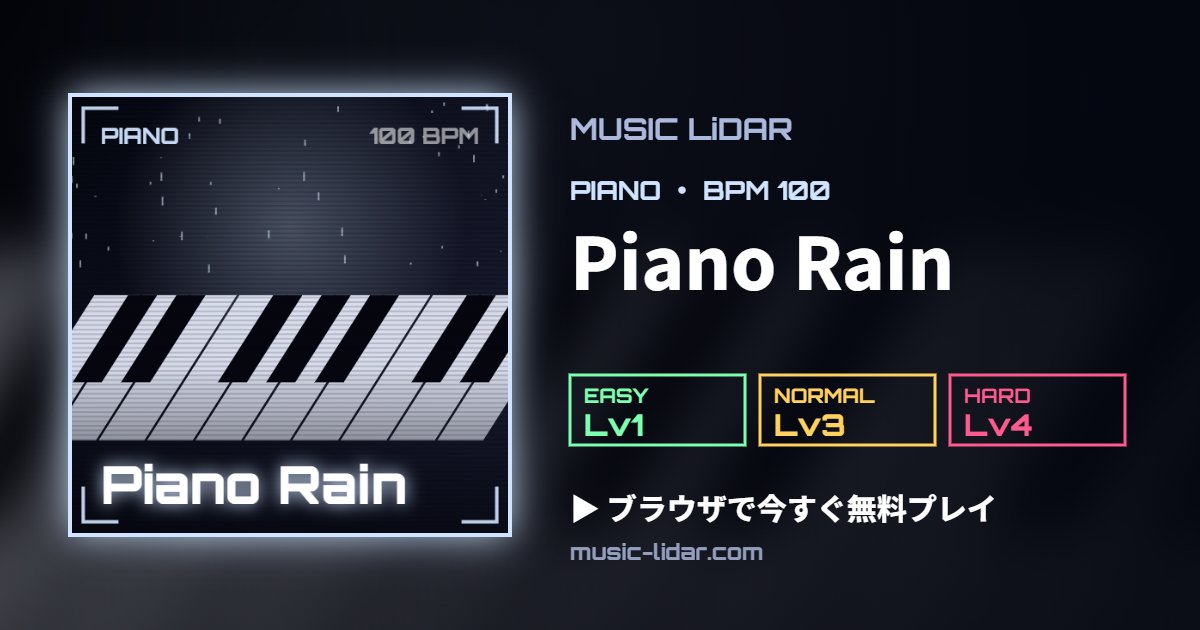 PIANO
100 BPM
Piano Rain
MUSIC LiDAR
PIANO • BPM 100
Piano Rain
EASY
Lv1
NORMAL
Lv3
HARD
Lv4
▶ ブラウザで今すぐ無料プレイ
music-lidar.com